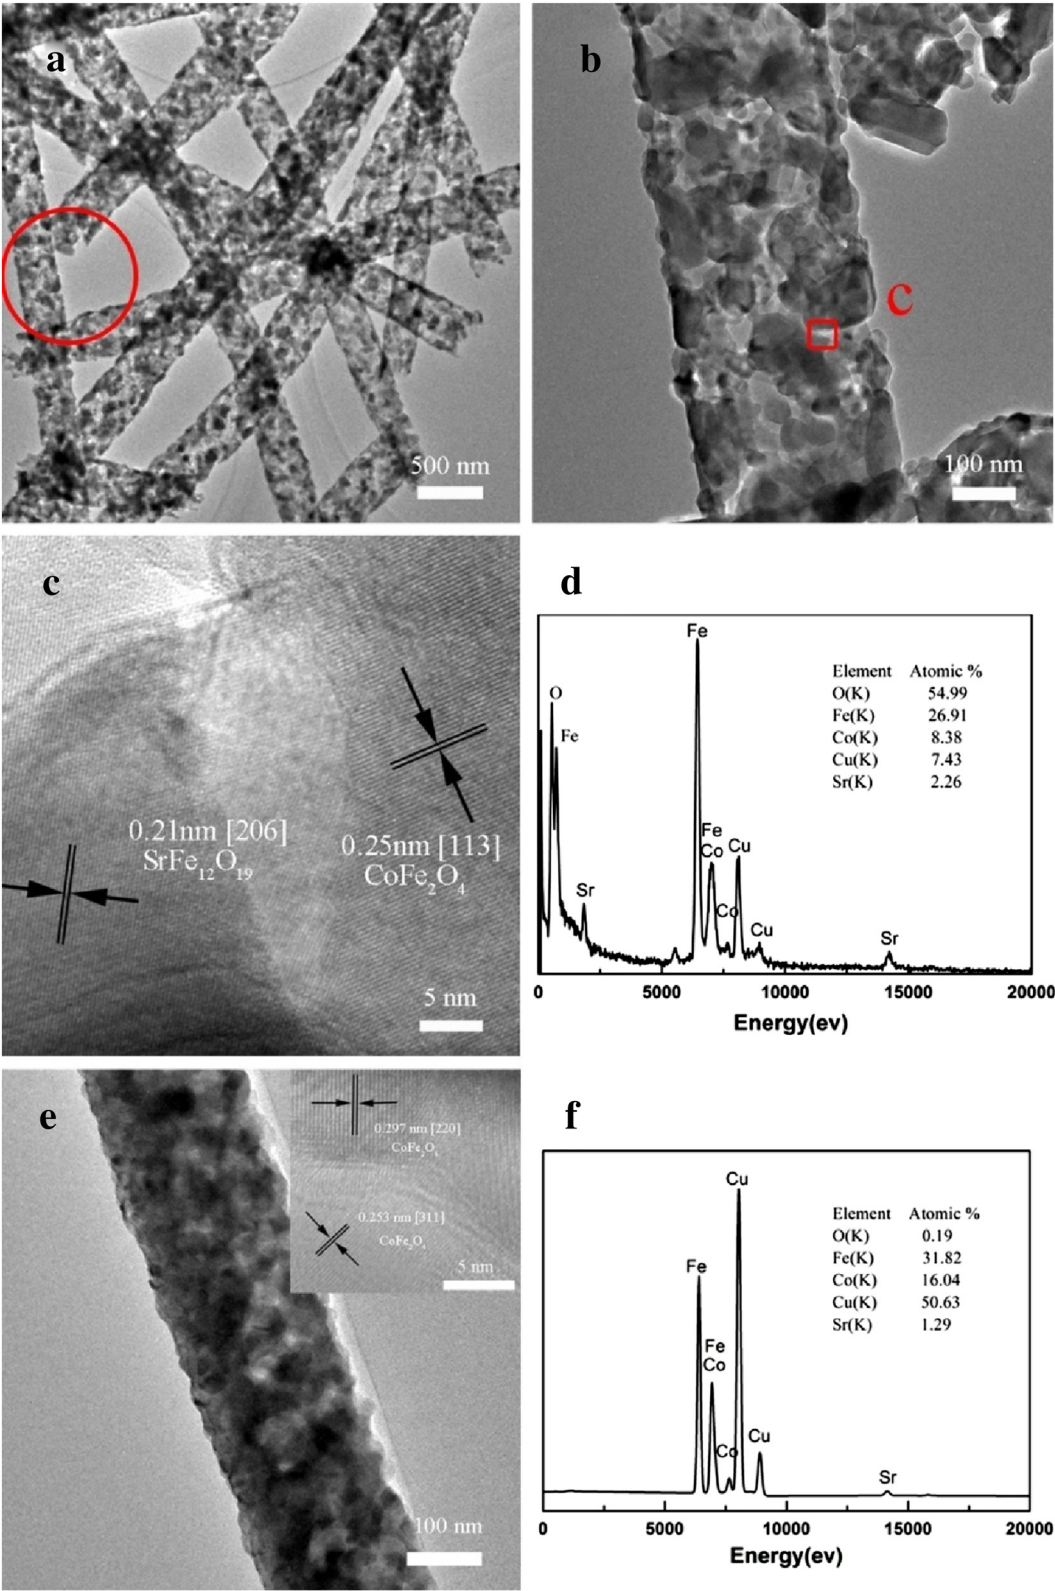 a
500 nm
b
C
100 nm
c
0.21nm [206]
SrFe12O19
0.25nm [113]
CoFe2O4
5 nm
d
Fe
O
Fe
Sr
Fe
Co
Co
Cu
Cu
Sr
Element Atomic %
O(K) 54.99
Fe(K) 26.91
Co(K) 8.38
Cu(K) 7.43
Sr(K) 2.26
0 5000 10000 15000 20000
Energy(ev)
e
0.297 nm [220]
CoFe2O4
0.253 nm [311]
CoFe2O4
5 nm
100 nm
f
Cu
Fe
Fe
Co
Co
Cu
Sr
Element Atomic %
O(K) 0.19
Fe(K) 31.82
Co(K) 16.04
Cu(K) 50.63
Sr(K) 1.29
0 5000 10000 15000 20000
Energy(ev)